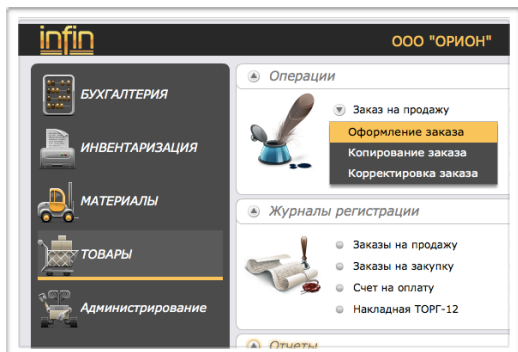 infin
ООО "ОРИОН"
БУХГАЛТЕРИЯ
ИНВЕНТАРИЗАЦИЯ
МАТЕРИАЛЫ
ТОВАРЫ
Администрирование
Операции
Заказ на продажу
Оформление заказа
Копирование заказа
Корректировка заказа
Журналы регистрации
Заказы на продажу
Заказы на закупку
Счет на оплату
Накладная ТОРГ-12
Отчеты